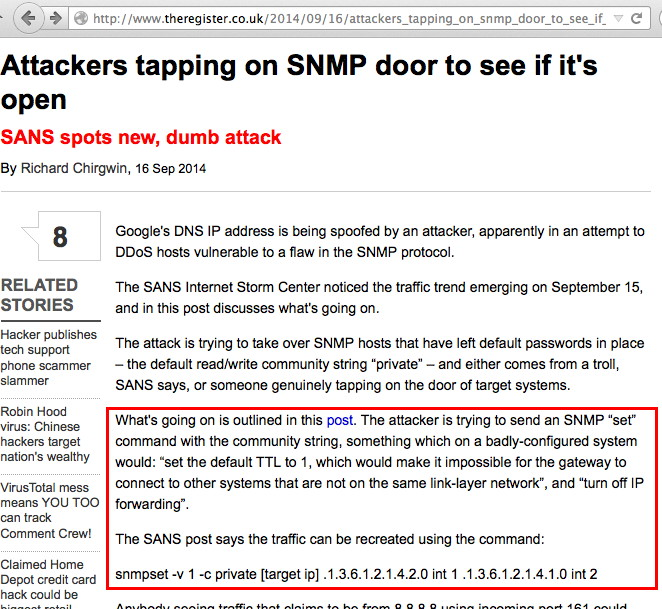 http://www.theregister.co.uk/2014/09/16/attackers_tapping_on_snmp_door_to_see_if_
Attackers tapping on SNMP door to see if it's
open
SANS spots new, dumb attack
By Richard Chirgwin, 16 Sep 2014
8
Google's DNS IP address is being spoofed by an attacker, apparently in an attempt to
DDoS hosts vulnerable to a flaw in the SNMP protocol.
The SANS Internet Storm Center noticed the traffic trend emerging on September 15,
and in this post discusses what's going on.
The attack is trying to take over SNMP hosts that have left default passwords in place
– the default read/write community string “private” – and either comes from a troll,
SANS says, or someone genuinely tapping on the door of target systems.
What's going on is outlined in this post. The attacker is trying to send an SNMP “set”
command with the community string, something which on a badly-configured system
would: “set the default TTL to 1, which would make it impossible for the gateway to
connect to other systems that are not on the same link-layer network”, and “turn off IP
forwarding”.
The SANS post says the traffic can be recreated using the command:
snmpset -v 1 -c private [target ip] .1.3.6.1.2.1.4.2.0 int 1 .1.3.6.1.2.1.4.1.0 int 2
Anybody seeing traffic that claims to be from 8.8.8.8 using incoming port 161 could
RELATED
STORIES
Hacker publishes
tech support
phone scammer
slammer
Robin Hood
virus: Chinese
hackers target
nation's wealthy
VirusTotal mess
means YOU TOO
can track
Comment Crew!
Claimed Home
Depot credit card
hack could be
biggest retail